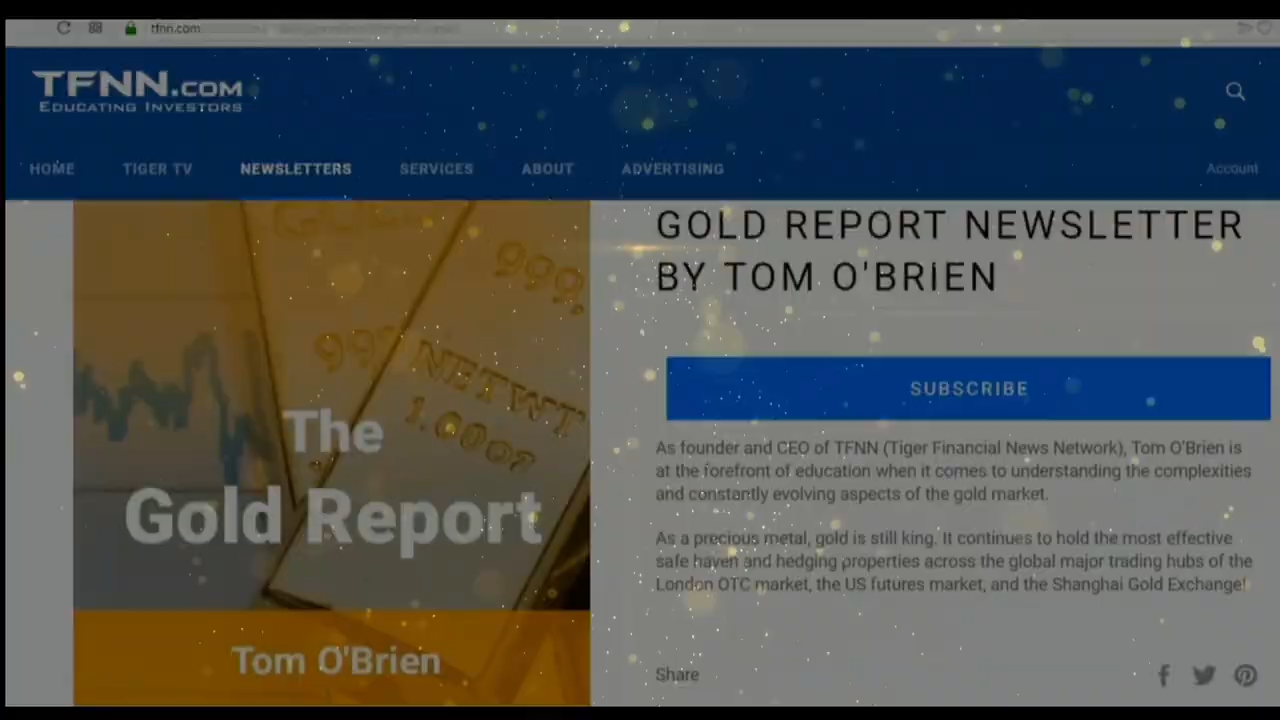 tfnn.com
TFNN.COM
EDUCATING INVESTORS
HOME TIGER TV NEWSLETTERS SERVICES ABOUT ADVERTISING Account
GOLD REPORT NEWSLETTER
BY TOM O'BRIEN
999,
99
NETWT
1.00OZ
The
Gold Report
Tom O'Brien
SUBSCRIBE
As founder and CEO of TFNN (Tiger Financial News Network), Tom O'Brien is
at the forefront of education when it comes to understanding the complexities
and constantly evolving aspects of the gold market.
As a precious metal, gold is still king. It continues to hold the most effective
safe haven and hedging properties across the global major trading hubs of the
London OTC market, the US futures market, and the Shanghai Gold Exchange!
Share